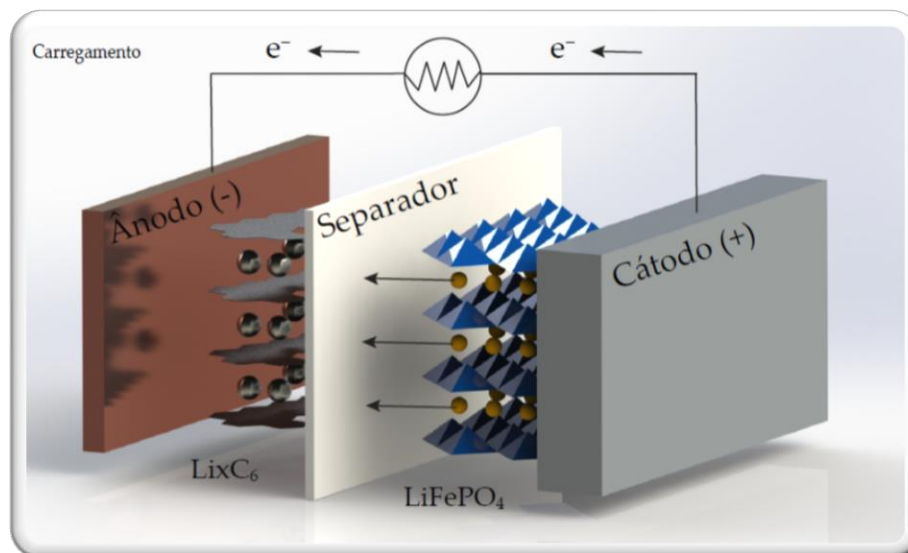 Carregamento
e⁻
e⁻
Ânodo (-)
Separador
Cátodo (+)
LixC₆
LiFePO₄